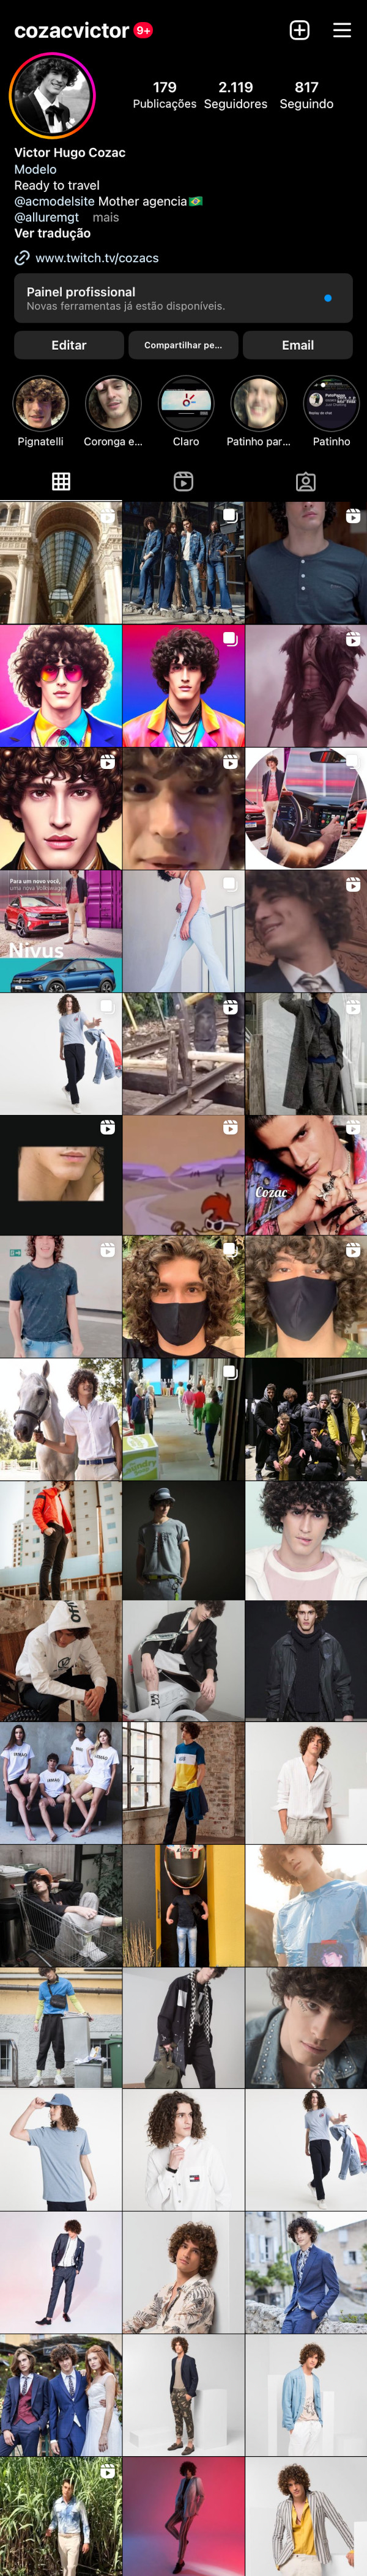 cozacvictor 9+
179 2.119 817
Publicações Seguidores Seguindo
Victor Hugo Cozac
Modelo
Ready to travel
@acmodelsite Mother agencia🇧🇷
@alluremgt mais
Ver tradução
www.twitch.tv/cozacs
Painel profissional
Novas ferramentas já estão disponíveis.
Editar Compartilhar pe... Email
Pignatelli Coronga e... Claro Patinho par... Patinho
Para um novo você,
uma nova Volkswagen
Nivus
Cozac
laundry